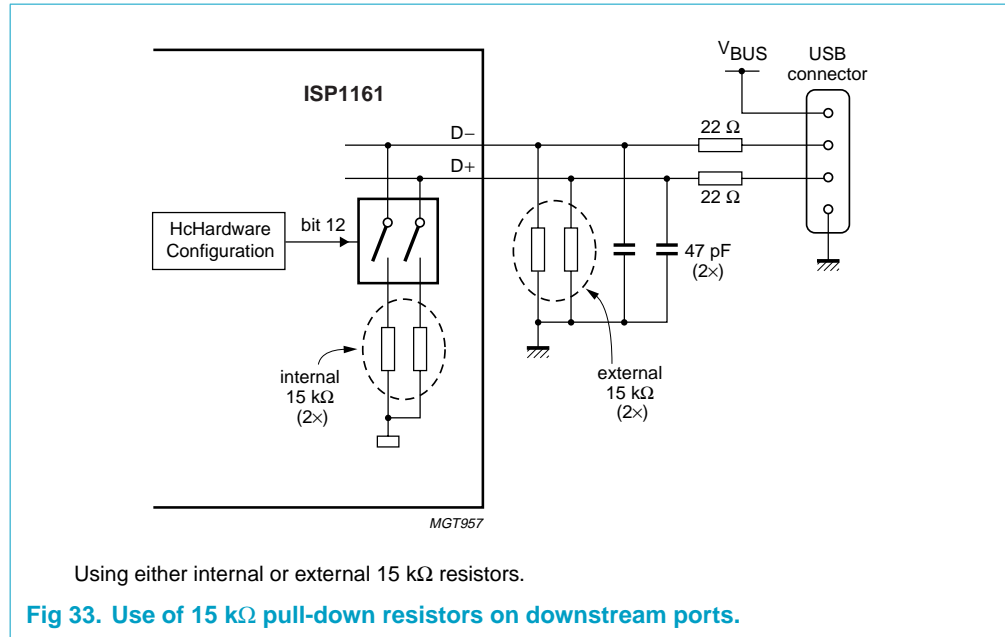 ISP1161
VBUS
USB
connector
D−
D+
22 Ω
22 Ω
HcHardware
Configuration
bit 12
47 pF
(2×)
internal
15 kΩ
(2×)
external
15 kΩ
(2×)
MGT957
Using either internal or external 15 kΩ resistors.
Fig 33. Use of 15 kΩ pull-down resistors on downstream ports.